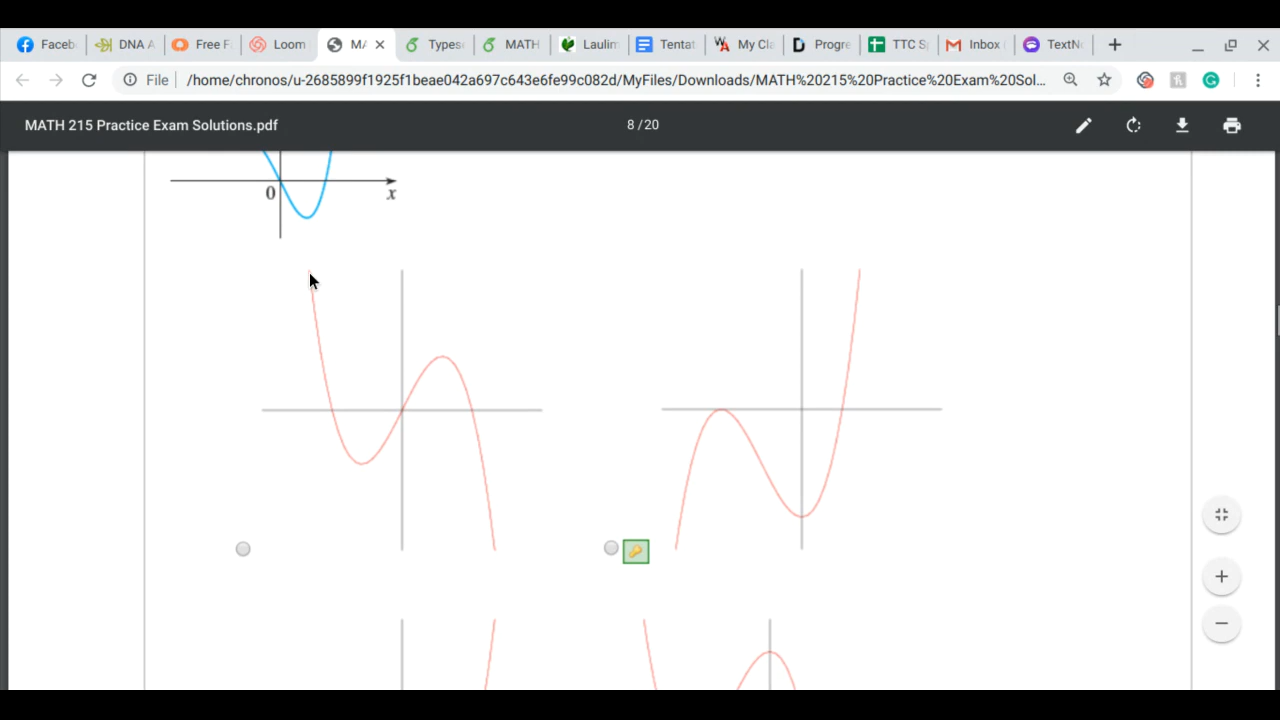 Faceb
DNA A
Free F
Loom
MA
Types
MATH
Laulim
Tentat
My Cla
Progre
TTC S
Inbox (
TextN
File
/home/chronos/u-2685899f1925f1beae042a697c643e6fe99c082d/MyFiles/Downloads/MATH%20215%20Practice%20Exam%20Sol...
MATH 215 Practice Exam Solutions.pdf
8 / 20
0
x